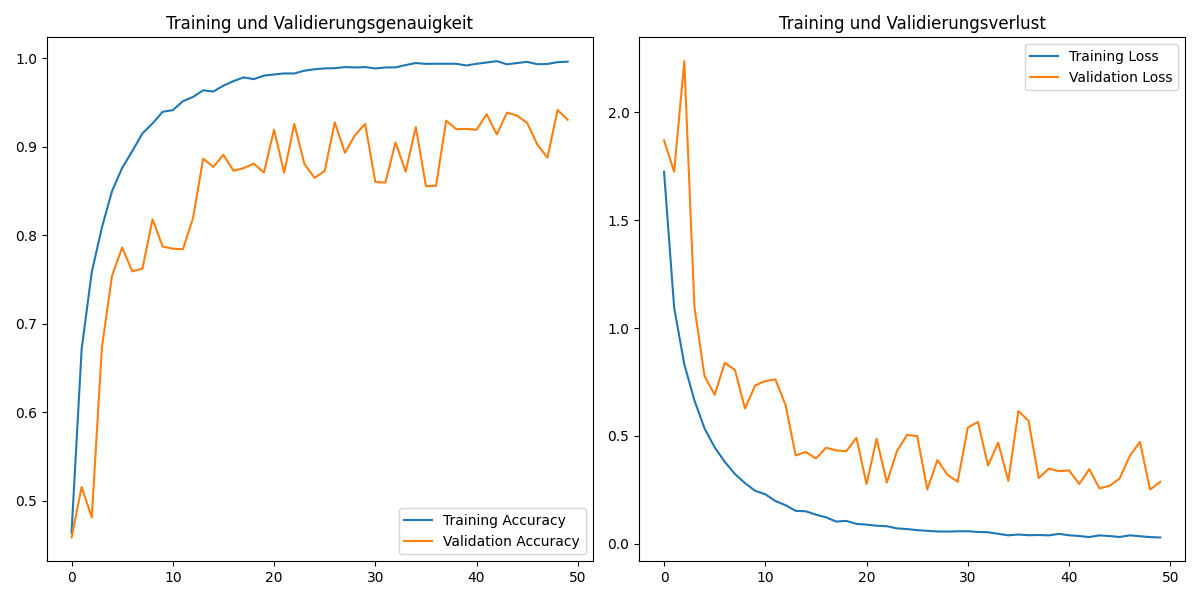 Training und Validierungsgenauigkeit
1.0
0.9
0.8
0.7
0.6
0.5
Training Accuracy
Validation Accuracy
0 10 20 30 40 50
Training und Validierungsverlust
Training Loss
Validation Loss
2.0
1.5
1.0
0.5
0.0
0 10 20 30 40 50